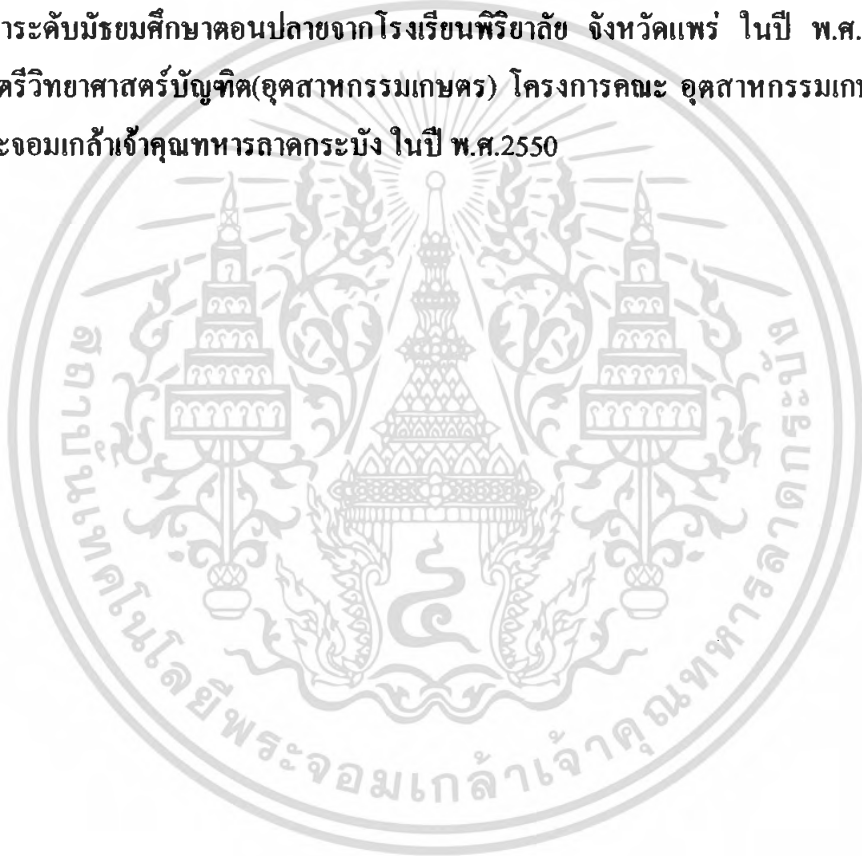 าระดับมัธยมศึกษาตอนปลายจากโรงเรียนพิริยาลัย จังหวัดแพร่ ในปี พ.ศ.
ตรีวิทยาศาสตร์บัญฑิต(อุตสาหกรรมเกษตร) โครงการคณะ อุตสาหกรรมเกษ
ะจอมเกล้าเจ้าคุณทหารลาดกระบัง ในปี พ.ศ.2550
สถาบันเทคโนโลยีพระจอมเกล้าเจ้าคุณทหารลาดกระบัง